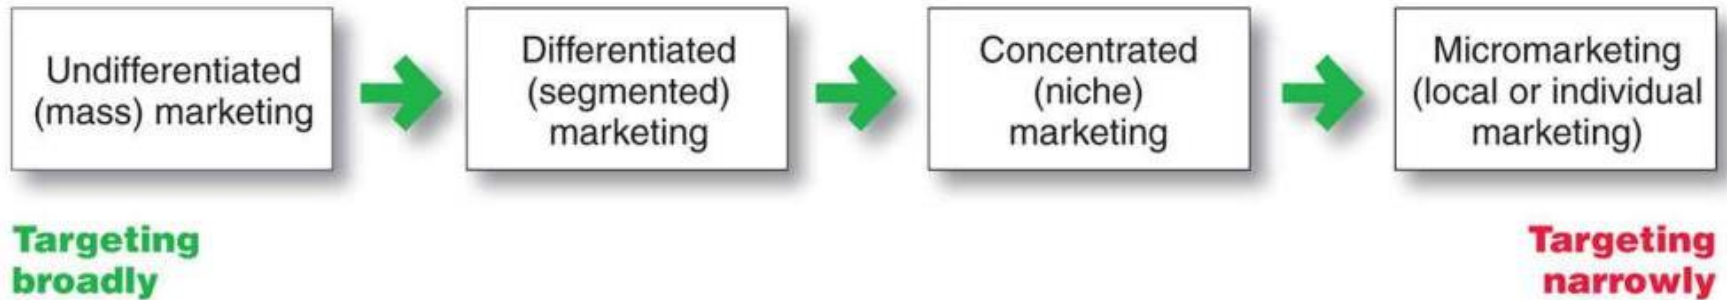 Undifferentiated
(mass) marketing
Differentiated
(segmented)
marketing
Concentrated
(niche)
marketing
Micromarketing
(local or individual
marketing)
Targeting
broadly
Targeting
narrowly